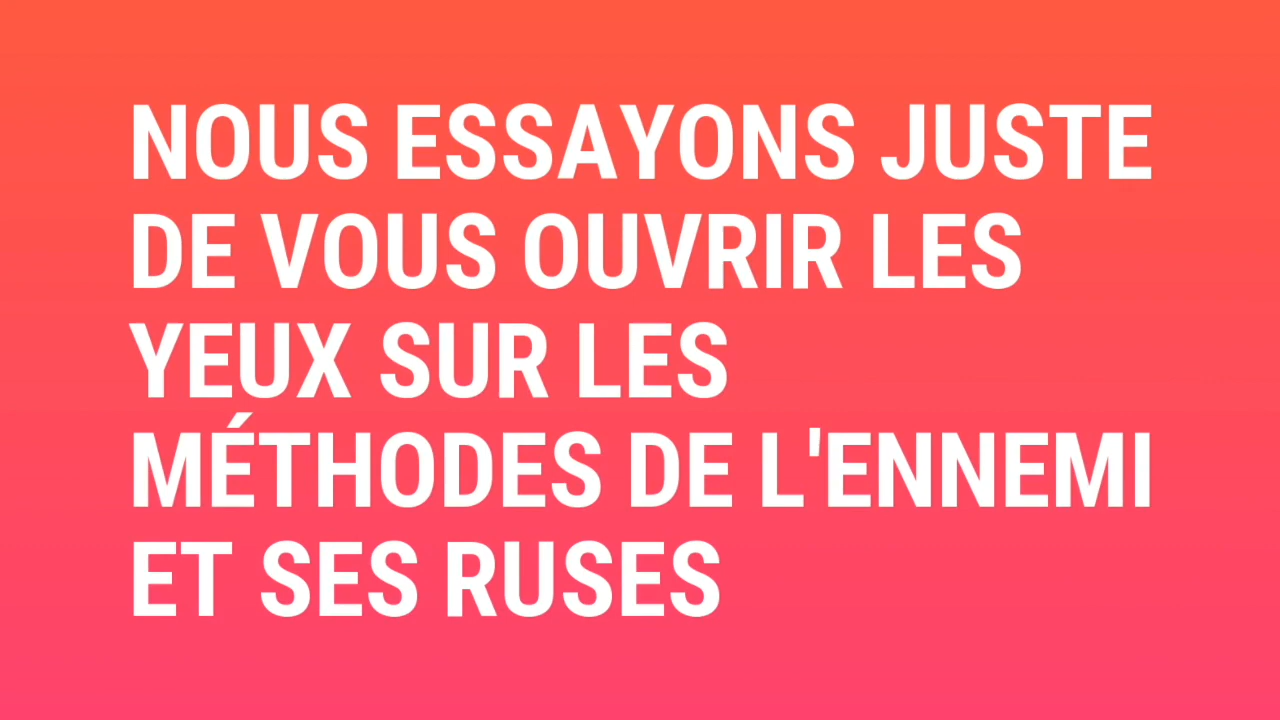 NOUS ESSAYONS JUSTE
DE VOUS OUVRIR LES
YEUX SUR LES
MÉTHODES DE L'ENNEMI
ET SES RUSES